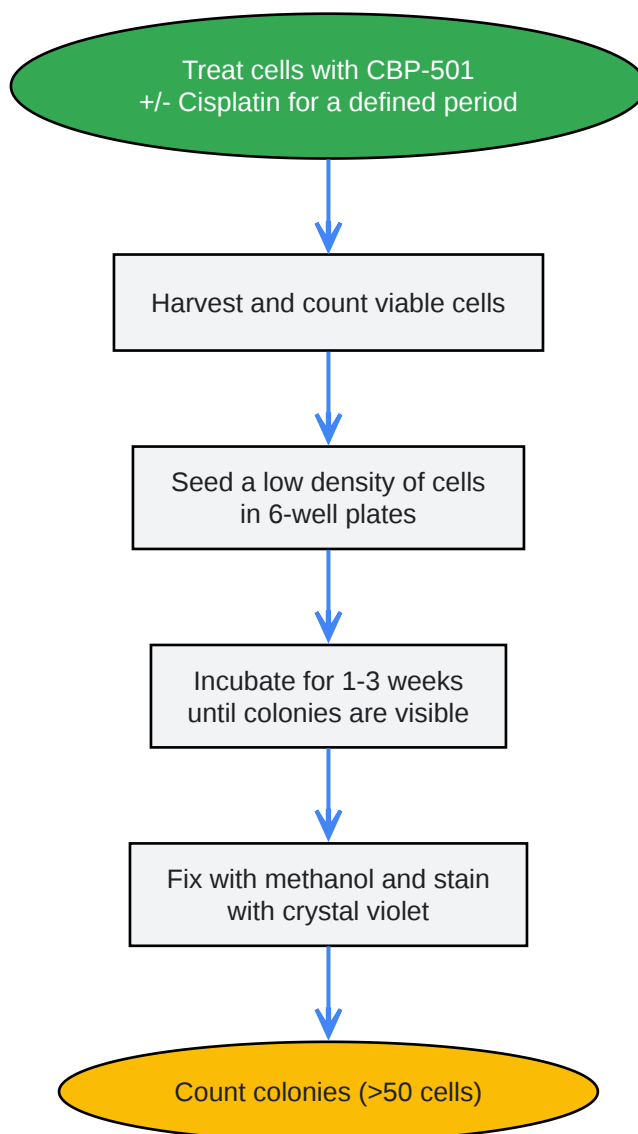 Treat cells with CBP-501
+/- Cisplatin for a defined period
Harvest and count viable cells
Seed a low density of cells
in 6-well plates
Incubate for 1-3 weeks
until colonies are visible
Fix with methanol and stain
with crystal violet
Count colonies (>50 cells)